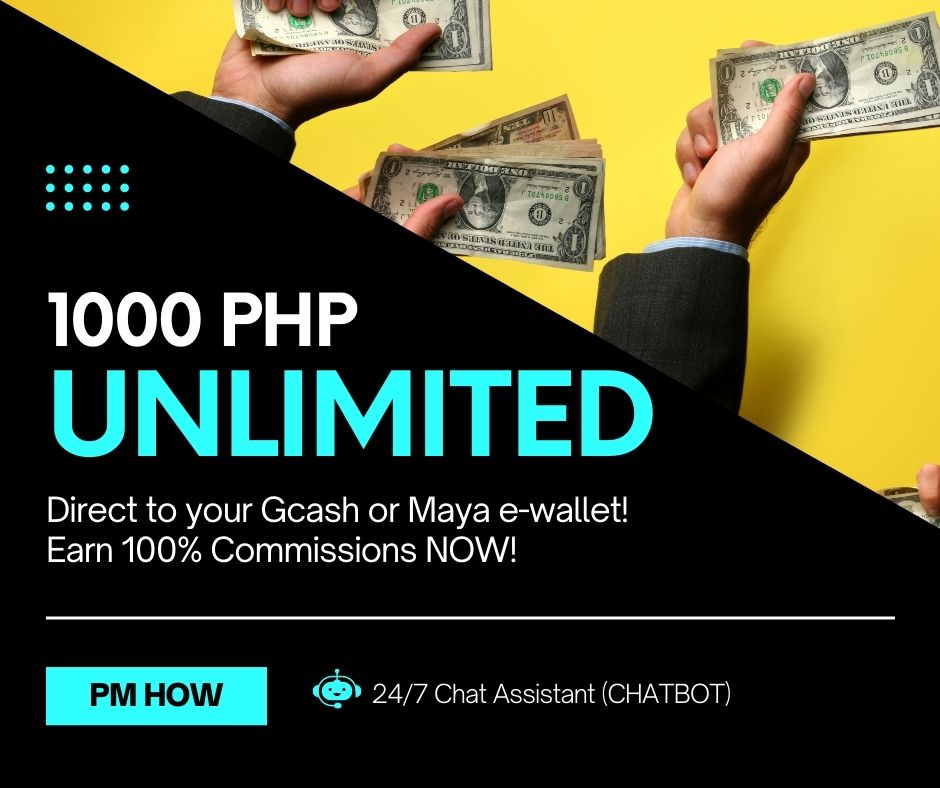 1000 PHP
UNLIMITED
Direct to your Gcash or Maya e-wallet!
Earn 100% Commissions NOW!
PM HOW
24/7 Chat Assistant (CHATBOT)